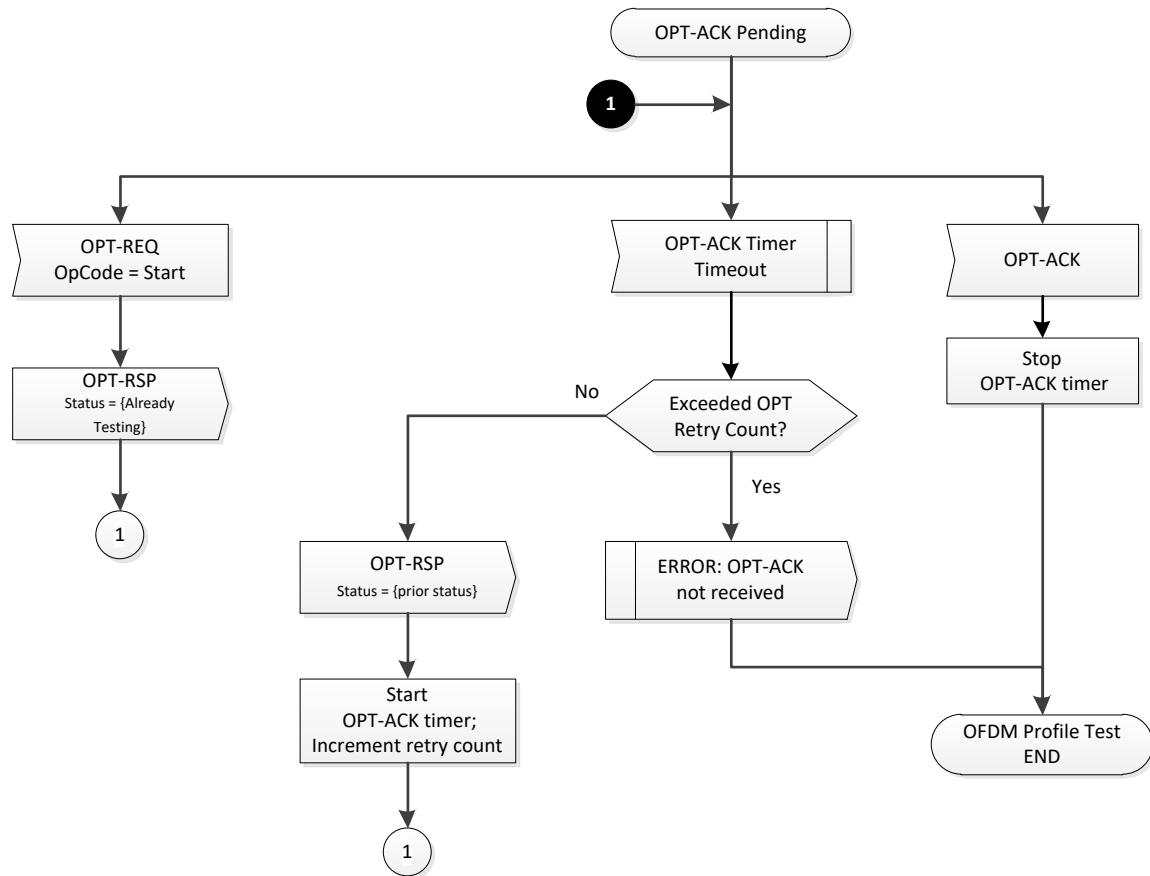 OPT-ACK Pending
1
OPT-REQ
OpCode = Start
OPT-ACK Timer
Timeout
OPT-ACK
OPT-RSP
Status = {Already
Testing}
Stop
OPT-ACK timer
No
Exceeded OPT
Retry Count?
Yes
1
OPT-RSP
Status = {prior status}
ERROR: OPT-ACK
not received
Start
OPT-ACK timer;
Increment retry count
OFDM Profile Test
END
1